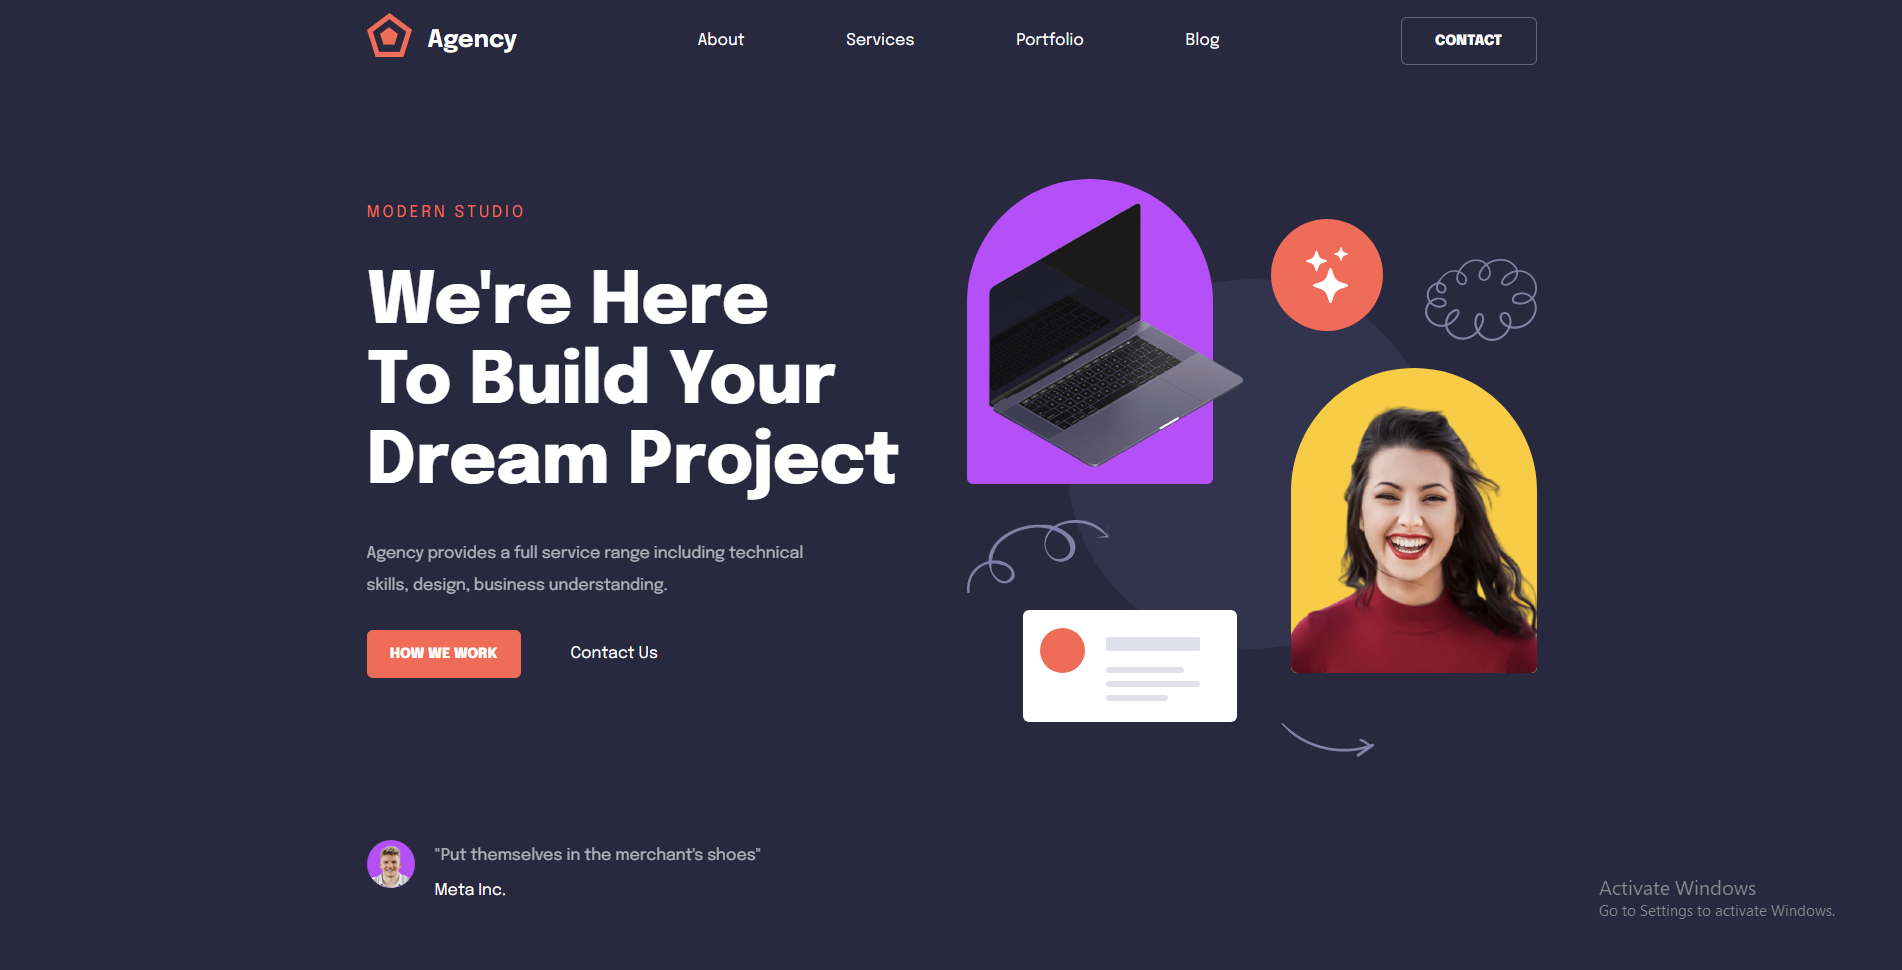 Agency
About
Services
Portfolio
Blog
CONTACT
MODERN STUDIO
We're Here
To Build Your
Dream Project
Agency provides a full service range including technical
skills, design, business understanding.
HOW WE WORK
Contact Us
"Put themselves in the merchant's shoes"
Meta Inc.
Activate Windows
Go to Settings to activate Windows.